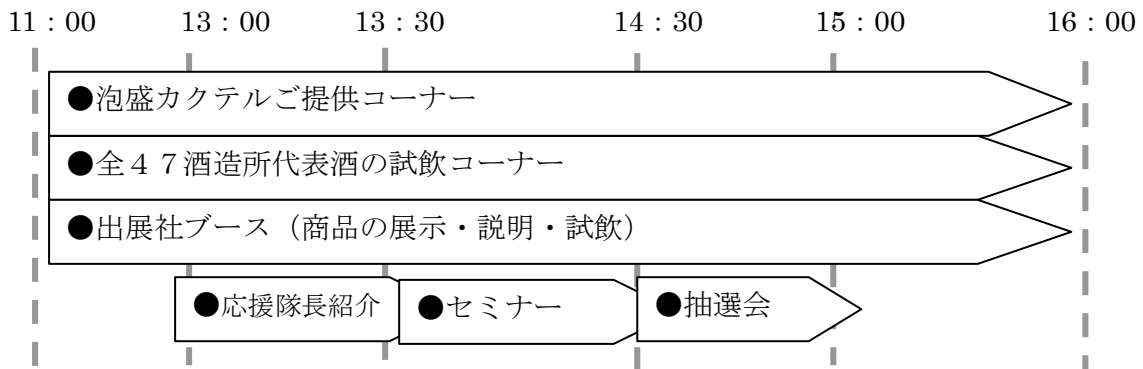 11：00 13：00 13：30 14：30 15：00 16：00
●泡盛カクテルご提供コーナー
●全４７酒造所代表酒の試飲コーナー
●出展社ブース（商品の展示・説明・試飲）
●応援隊長紹介 ●セミナー ●抽選会